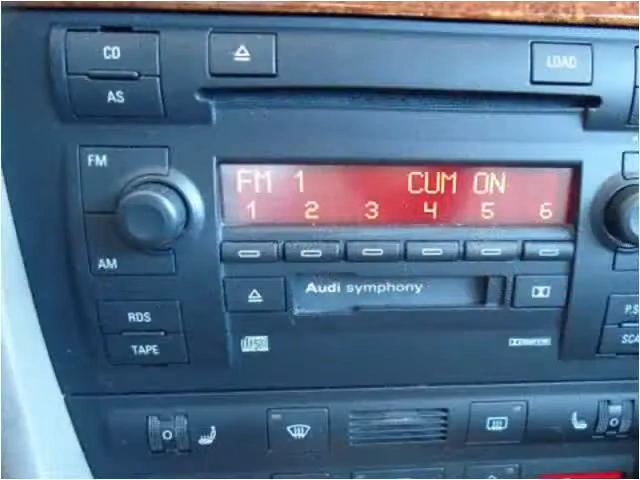 CD
LOAD
AS
FM
FM 1 CUM ON
1 2 3 4 5 6
AM
Audi symphony
RDS
TAPE
P.S
SCA